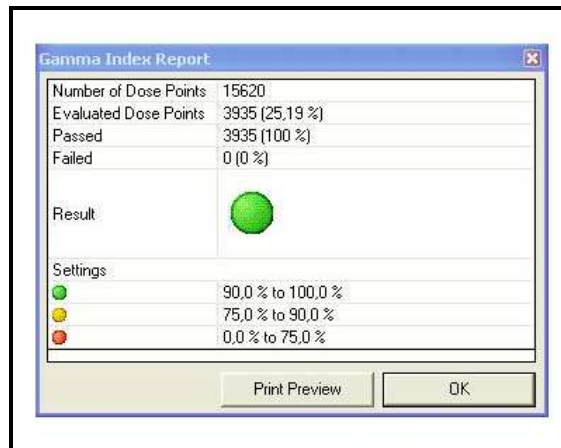 Gamma Index Report
Number of Dose Points 15620
Evaluated Dose Points 3935 (25,19 %)
Passed 3935 (100 %)
Failed 0 (0 %)
Result
Settings
90,0 % to 100,0 %
75,0 % to 90,0 %
0,0 % to 75,0 %
Print Preview OK